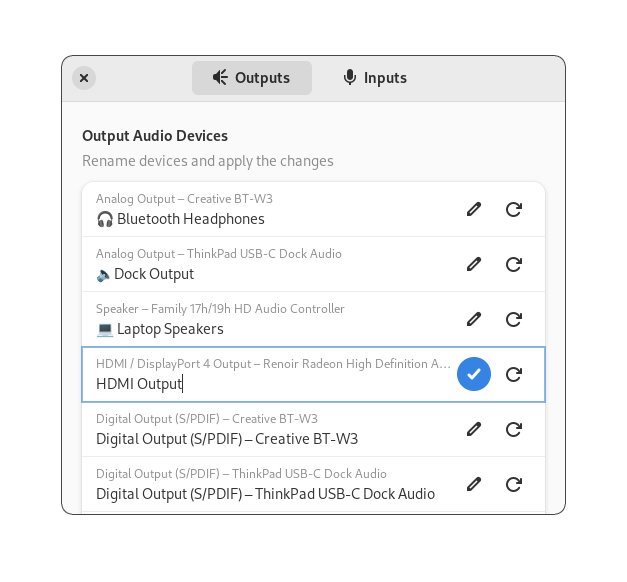 Outputs
Inputs
Output Audio Devices
Rename devices and apply the changes
Analog Output – Creative BT-W3
🎧 Bluetooth Headphones
Analog Output – ThinkPad USB-C Dock Audio
🔈 Dock Output
Speaker – Family 17h/19h HD Audio Controller
💻 Laptop Speakers
HDMI / DisplayPort 4 Output – Renoir Radeon High Definition A…
HDMI Output
Digital Output (S/PDIF) – Creative BT-W3
Digital Output (S/PDIF) – Creative BT-W3
Digital Output (S/PDIF) – ThinkPad USB-C Dock Audio
Digital Output (S/PDIF) – ThinkPad USB-C Dock Audio